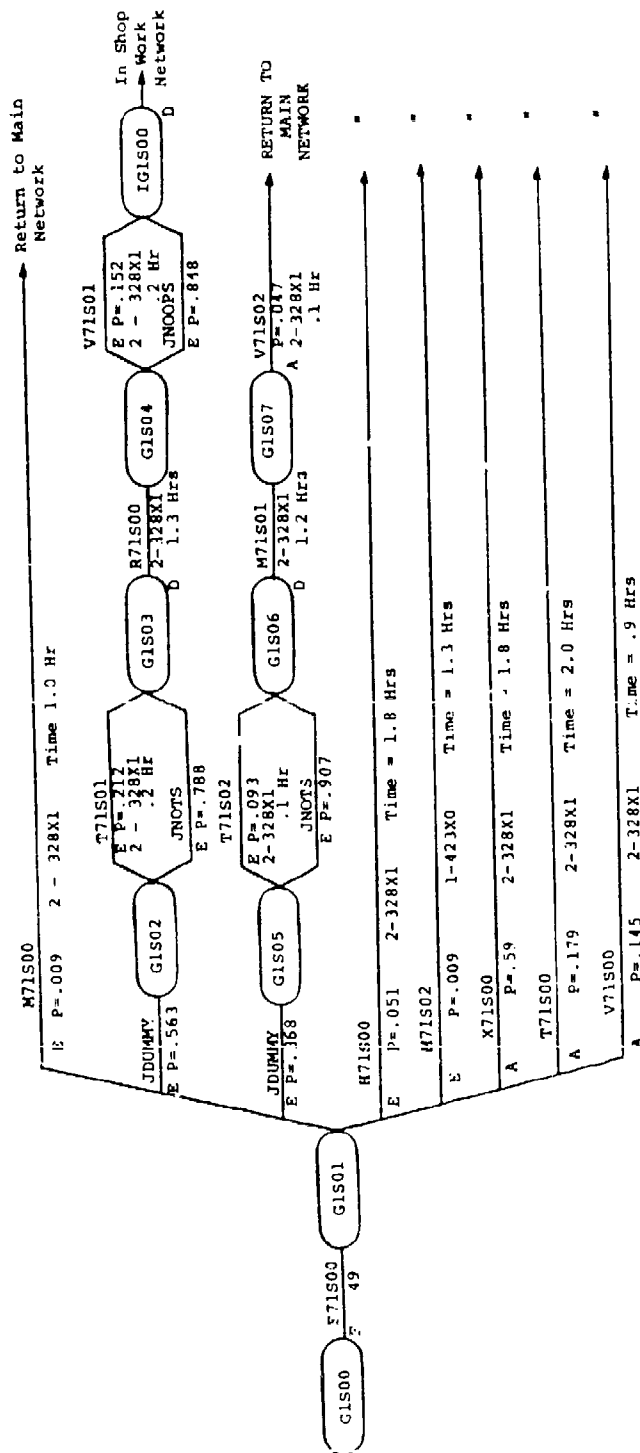 M71S00
E P=.009 2 - 328X1 Time 1.0 Hr
Return to Main
Network
JDUMMY
E P=.563
G1S02
T71S01
E P=.212
2 - 328X1
.2 Hr
JNOTS
E P=.788
G1S03
D
R71S00
2-328X1
1.3 Hrs
G1S04
V71S01
E P=.152
2 - 328X1
.2 Hr
JNOOPS
E P=.848
IG1S00
D
In Shop
Work
Network
JDUMMY
E P=.368
G1S05
T71S02
E P=.093
2-328X1
.1 Hr
JNOTS
E P=.907
G1S06
D
M71S01
2-328X1
1.2 Hrs
G1S07
A
V71S02
P=.047
2-328X1
.1 Hr
RETURN TO
MAIN
NETWORK
G1S00
F71S00
F 49
G1S01
H71S00
E P=.051 2-328X1 Time = 1.8 Hrs "
M71S02
E P=.009 1-423X0 Time = 1.3 Hrs "
X71S00
A P=.59 2-328X1 Time - 1.8 Hrs "
T71S00
A P=.179 2-328X1 Time = 2.0 Hrs "
V71S00
A P=.145 2-328X1 Time = .9 Hrs "